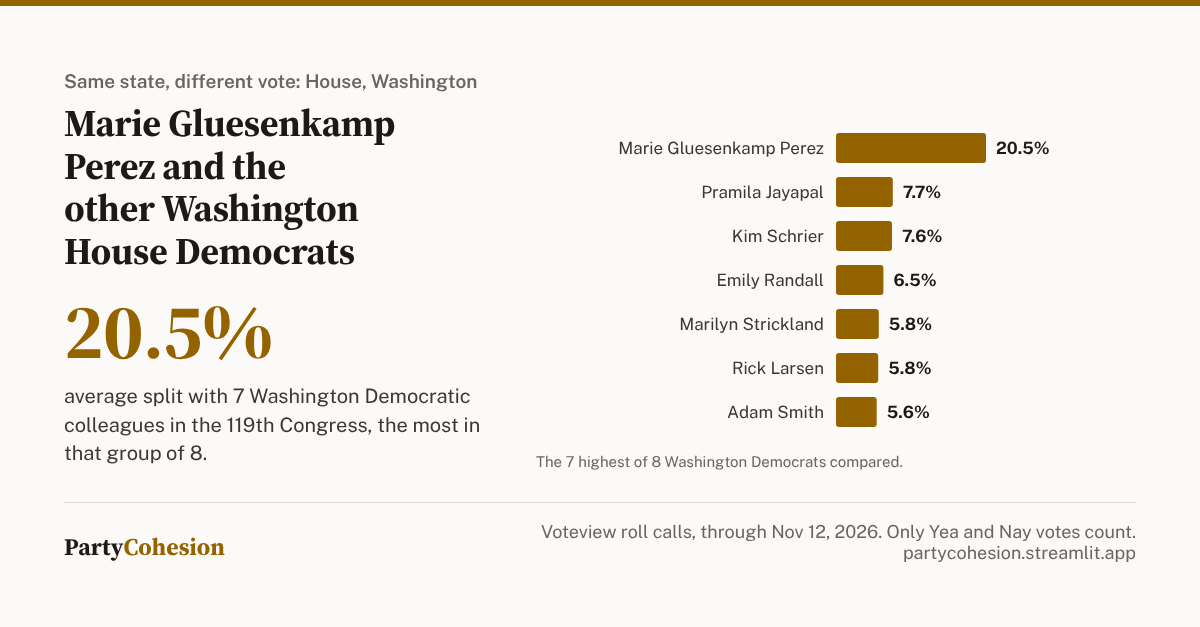 Same state, different vote: House, Washington
Marie Gluesenkamp
Perez and the
other Washington
House Democrats
20.5%
average split with 7 Washington Democratic
colleagues in the 119th Congress, the most in
that group of 8.
Marie Gluesenkamp Perez 20.5%
Pramila Jayapal 7.7%
Kim Schrier 7.6%
Emily Randall 6.5%
Marilyn Strickland 5.8%
Rick Larsen 5.8%
Adam Smith 5.6%
The 7 highest of 8 Washington Democrats compared.
PartyCohesion
Voteview roll calls, through Nov 12, 2026. Only Yea and Nay votes count.
partycohesion.streamlit.app